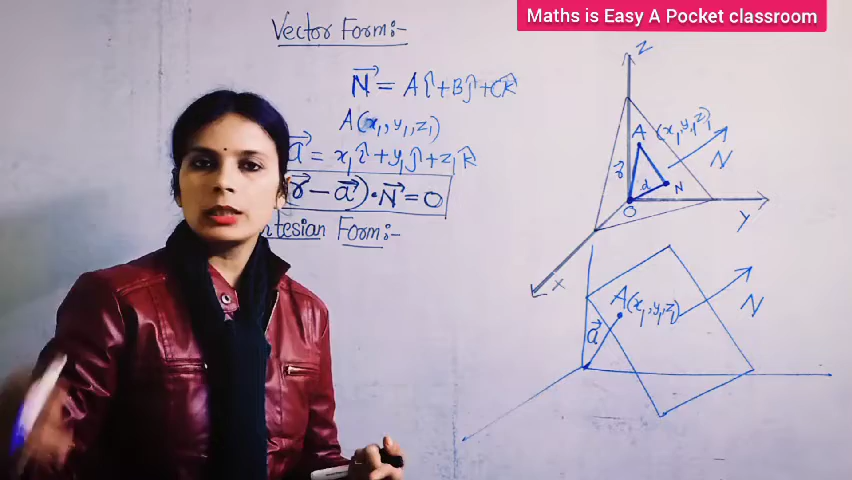 Maths is Easy A Pocket classroom
Vector Form:-
N⃗ = Aî+Bĵ+Ck̂
A(x₁,y₁,z₁)
a⃗ = x₁î+y₁ĵ+z₁k̂
r⃗ - a⃗)·N⃗=0
ntesian Form:-
Z
A (x₁,y₁,z₁
r⃗
d
N
N
O
Y
X
A(x₁,y₁,z₁)
a⃗
N